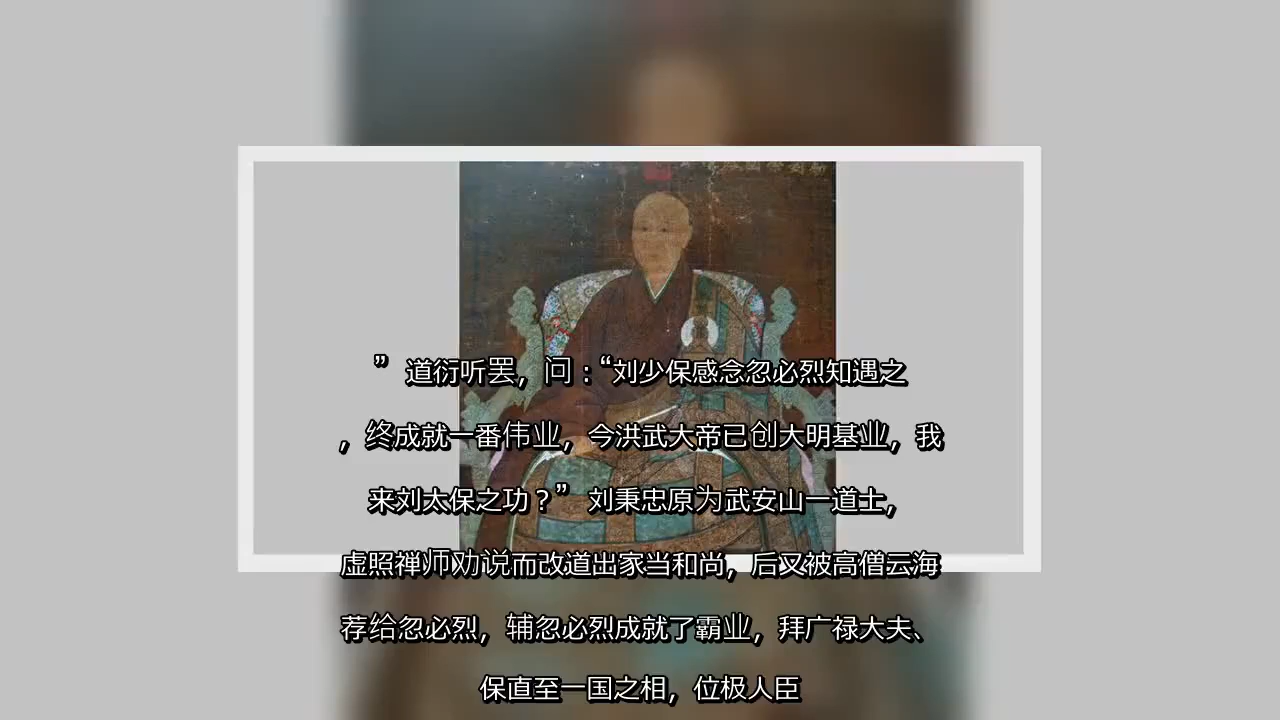 ” 道衍听罢，问：“刘少保感念忽必烈知遇之
，终成就一番伟业，今洪武大帝已创大明基业，我
来刘太保之功？” 刘秉忠原为武安山一道士，
虚照禅师劝说而改道出家当和尚，后又被高僧云海
荐给忽必烈，辅忽必烈成就了霸业，拜广禄大夫、
保直至一国之相，位极人臣